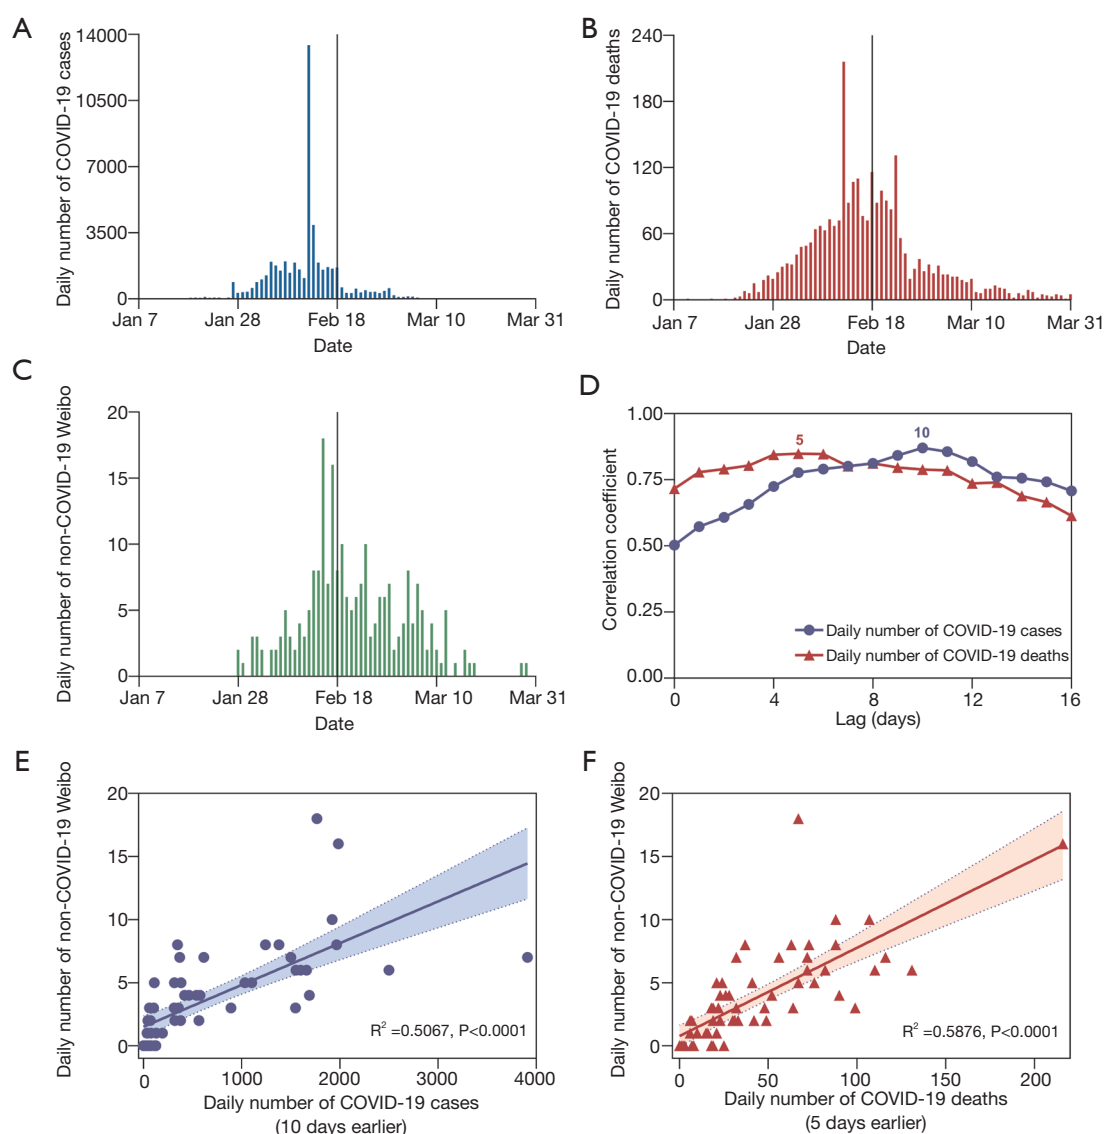 A
Daily number of COVID-19 cases
14000
10500
7000
3500
0
Jan 7
Jan 28
Feb 18
Mar 10
Mar 31
Date
B
Daily number of COVID-19 deaths
240
180
120
60
0
Jan 7
Jan 28
Feb 18
Mar 10
Mar 31
Date
C
Daily number of non-COVID-19 Weibo
20
15
10
5
0
Jan 7
Jan 28
Feb 18
Mar 10
Mar 31
Date
D
Correlation coefficient
1.00
0.75
0.50
0.25
0.00
5
10
Daily number of COVID-19 cases
Daily number of COVID-19 deaths
0
4
8
12
16
Lag (days)
E
Daily number of non-COVID-19 Weibo
20
15
10
5
0
R² =0.5067, P<0.0001
0
1000
2000
3000
4000
Daily number of COVID-19 cases
(10 days earlier)
F
Daily number of non-COVID-19 Weibo
20
15
10
5
0
R² =0.5876, P<0.0001
0
50
100
150
200
Daily number of COVID-19 deaths
(5 days earlier)